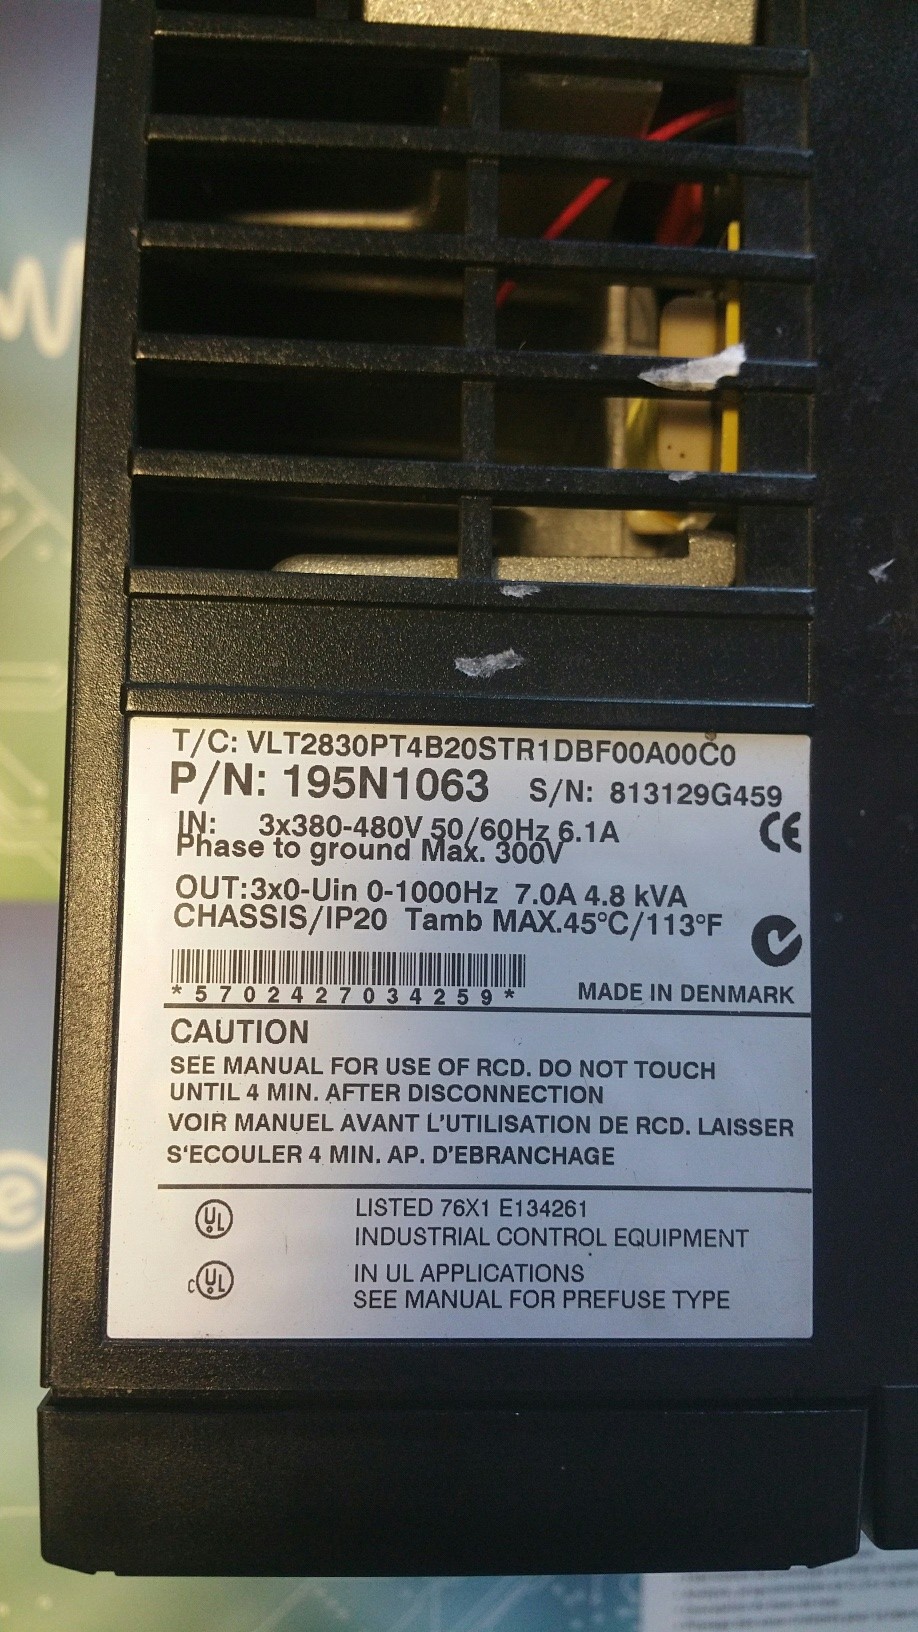 T/C: VLT2830PT4B20STR1DBF00A00C0
P/N: 195N1063 S/N: 813129G459
IN: 3x380-480V 50/60Hz 6.1A
Phase to ground Max. 300V
CE
OUT:3x0-Uin 0-1000Hz 7.0A 4.8 kVA
CHASSIS/IP20 Tamb MAX.45°C/113°F
*5702427034259* MADE IN DENMARK
CAUTION
SEE MANUAL FOR USE OF RCD. DO NOT TOUCH
UNTIL 4 MIN. AFTER DISCONNECTION
VOIR MANUEL AVANT L'UTILISATION DE RCD. LAISSER
S'ECOULER 4 MIN. AP. D'EBRANCHAGE
UL LISTED 76X1 E134261
INDUSTRIAL CONTROL EQUIPMENT
c UL IN UL APPLICATIONS
SEE MANUAL FOR PREFUSE TYPE